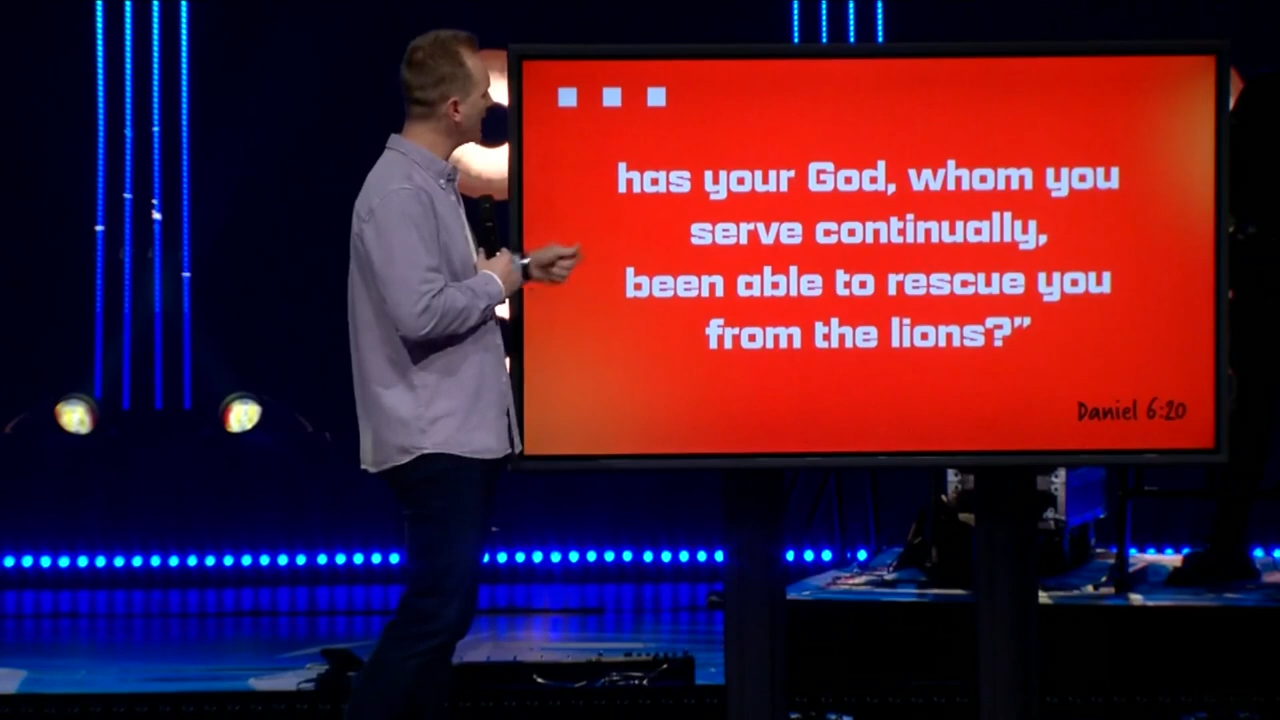 has your God, whom you
serve continually,
been able to rescue you
from the lions?”
Daniel 6:20